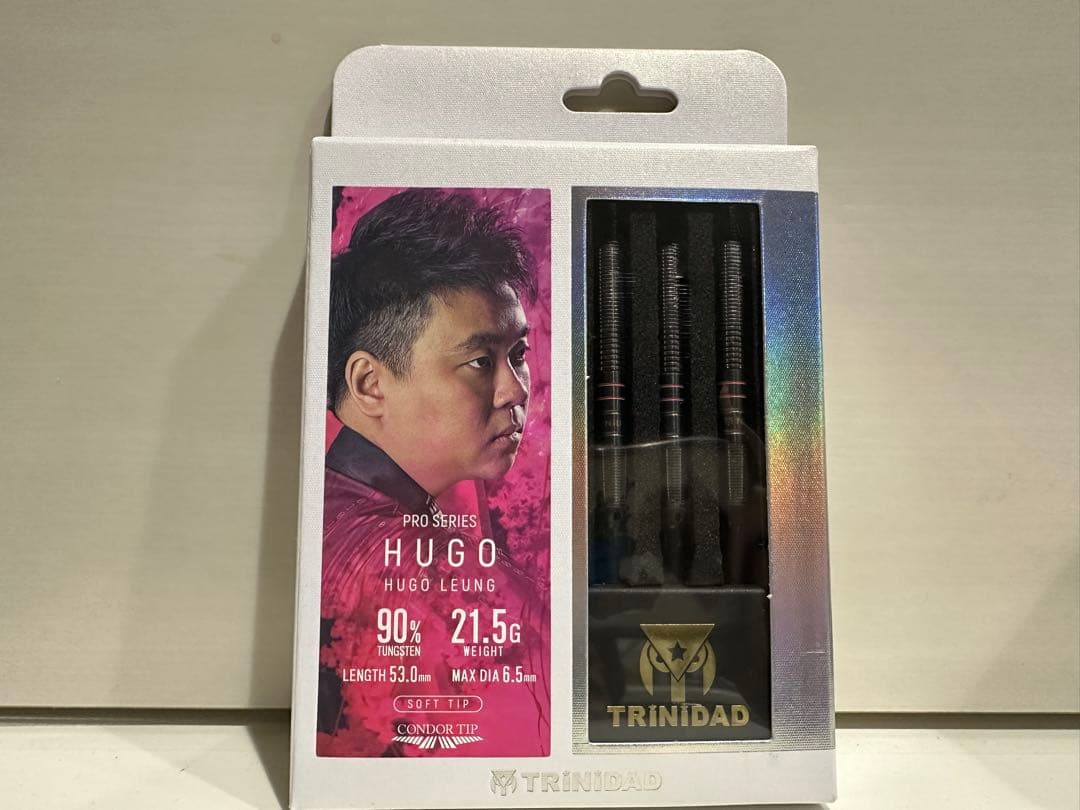 PRO SERIES
HUGO
HUGO LEUNG
90% 21.5G
TUNGSTEN WEIGHT
LENGTH 53.0mm MAX DIA 6.5mm
SOFT TIP
CONDOR TIP
TRiNiDAD
TRiNiDAD